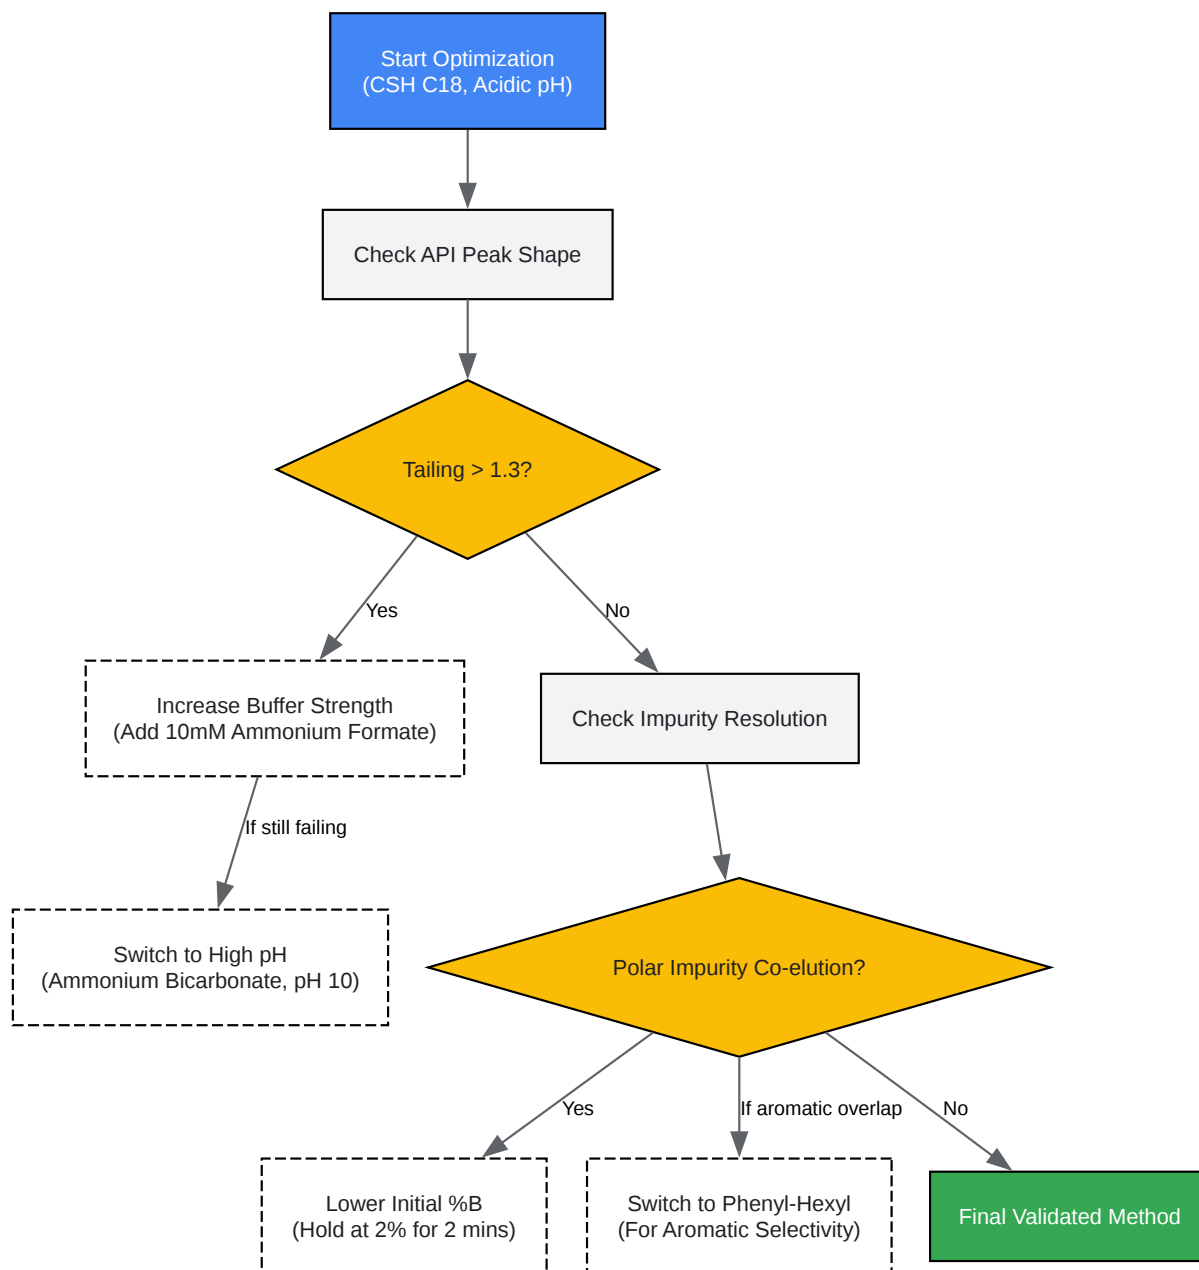 Start Optimization
(CSH C18, Acidic pH)
Check API Peak Shape
Tailing > 1.3?
Yes
No
Increase Buffer Strength
(Add 10mM Ammonium Formate)
Check Impurity Resolution
If still failing
Switch to High pH
(Ammonium Bicarbonate, pH 10)
Polar Impurity Co-elution?
Yes
If aromatic overlap
No
Lower Initial %B
(Hold at 2% for 2 mins)
Switch to Phenyl-Hexyl
(For Aromatic Selectivity)
Final Validated Method